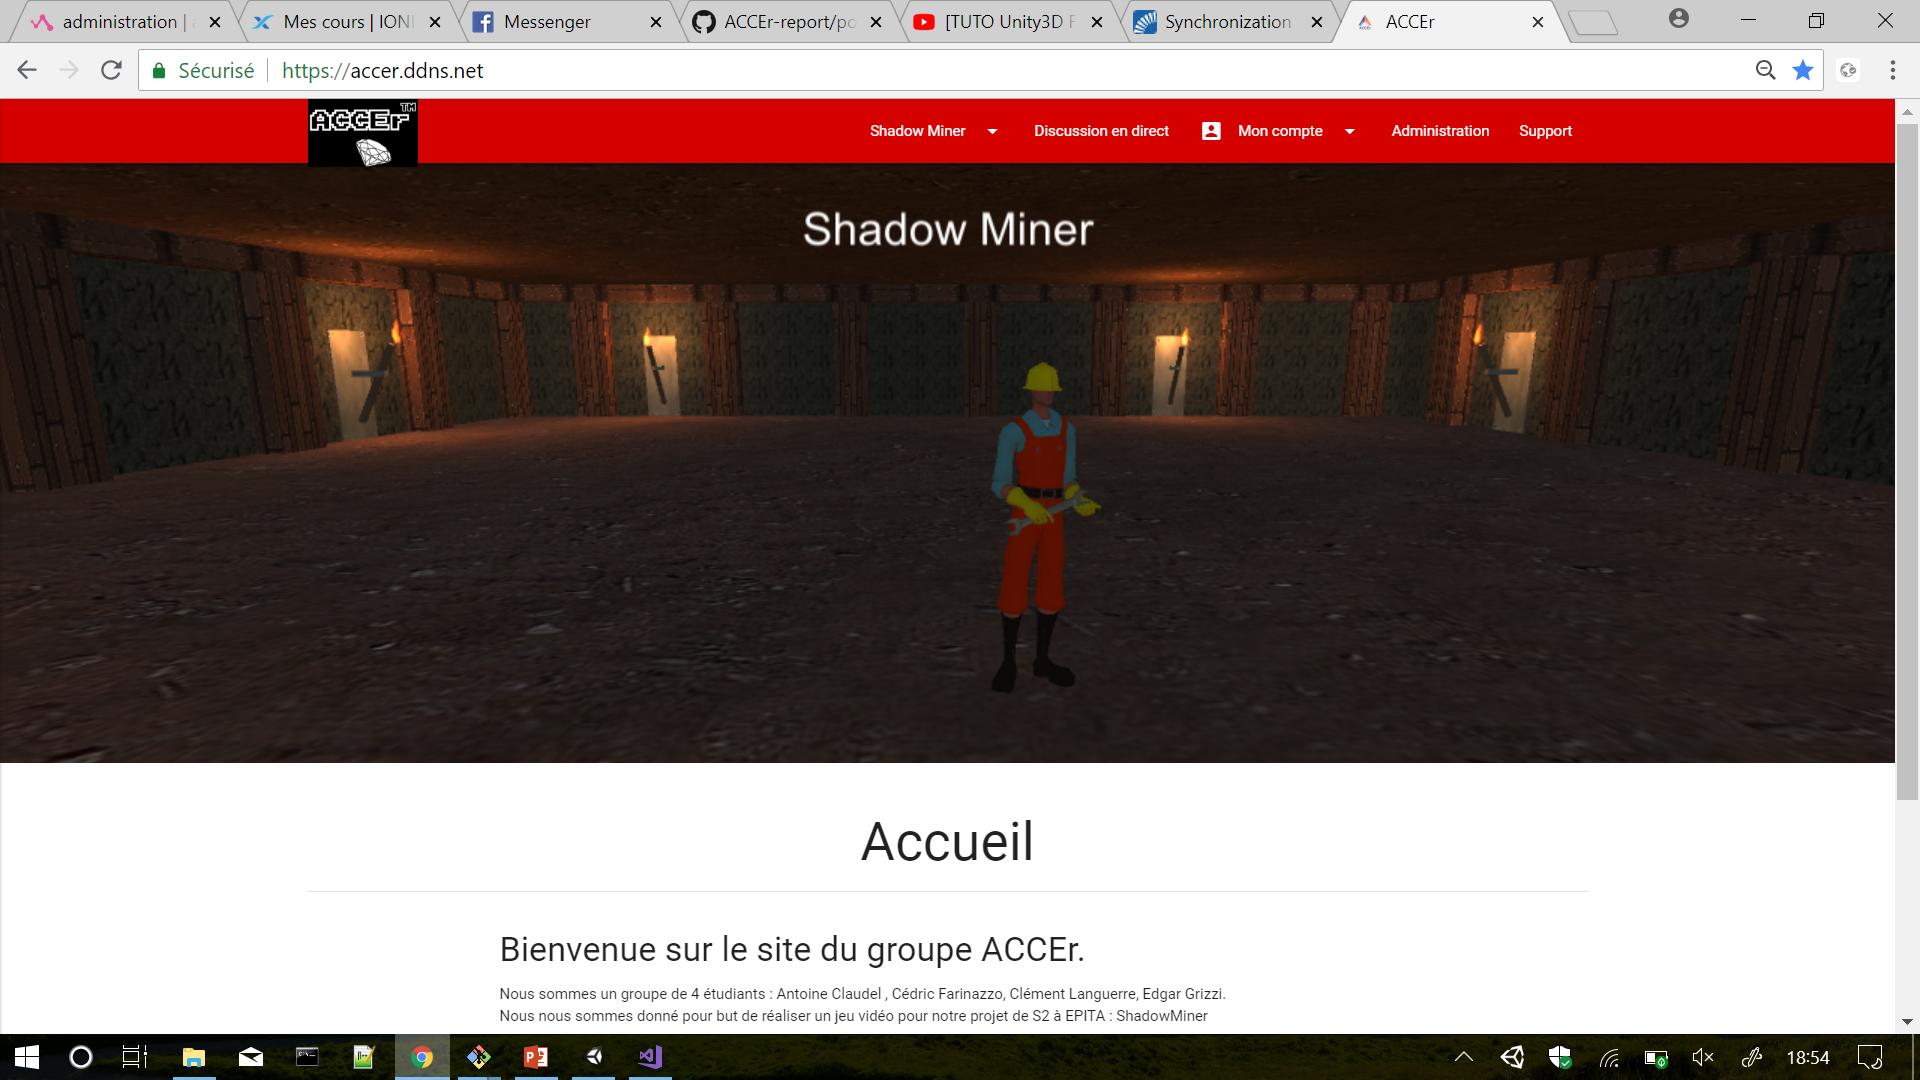 administration |
Mes cours | IONI
Messenger
ACCEr-report/po
[TUTO Unity3D F
Synchronization
ACCEr
Sécurisé
https://accer.ddns.net
ACCEr™
Shadow Miner
Discussion en direct
Mon compte
Administration
Support
Shadow Miner
Accueil
Bienvenue sur le site du groupe ACCEr.
Nous sommes un groupe de 4 étudiants : Antoine Claudel , Cédric Farinazzo, Clément Languerre, Edgar Grizzi.
Nous nous sommes donné pour but de réaliser un jeu vidéo pour notre projet de S2 à EPITA : ShadowMiner
18:54